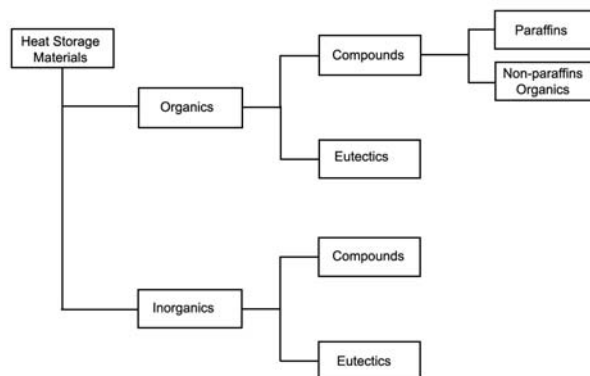 Heat Storage
Materials
Paraffins
Compounds
Non-paraffins
Organics
Organics
Eutectics
Compounds
Inorganics
Eutectics